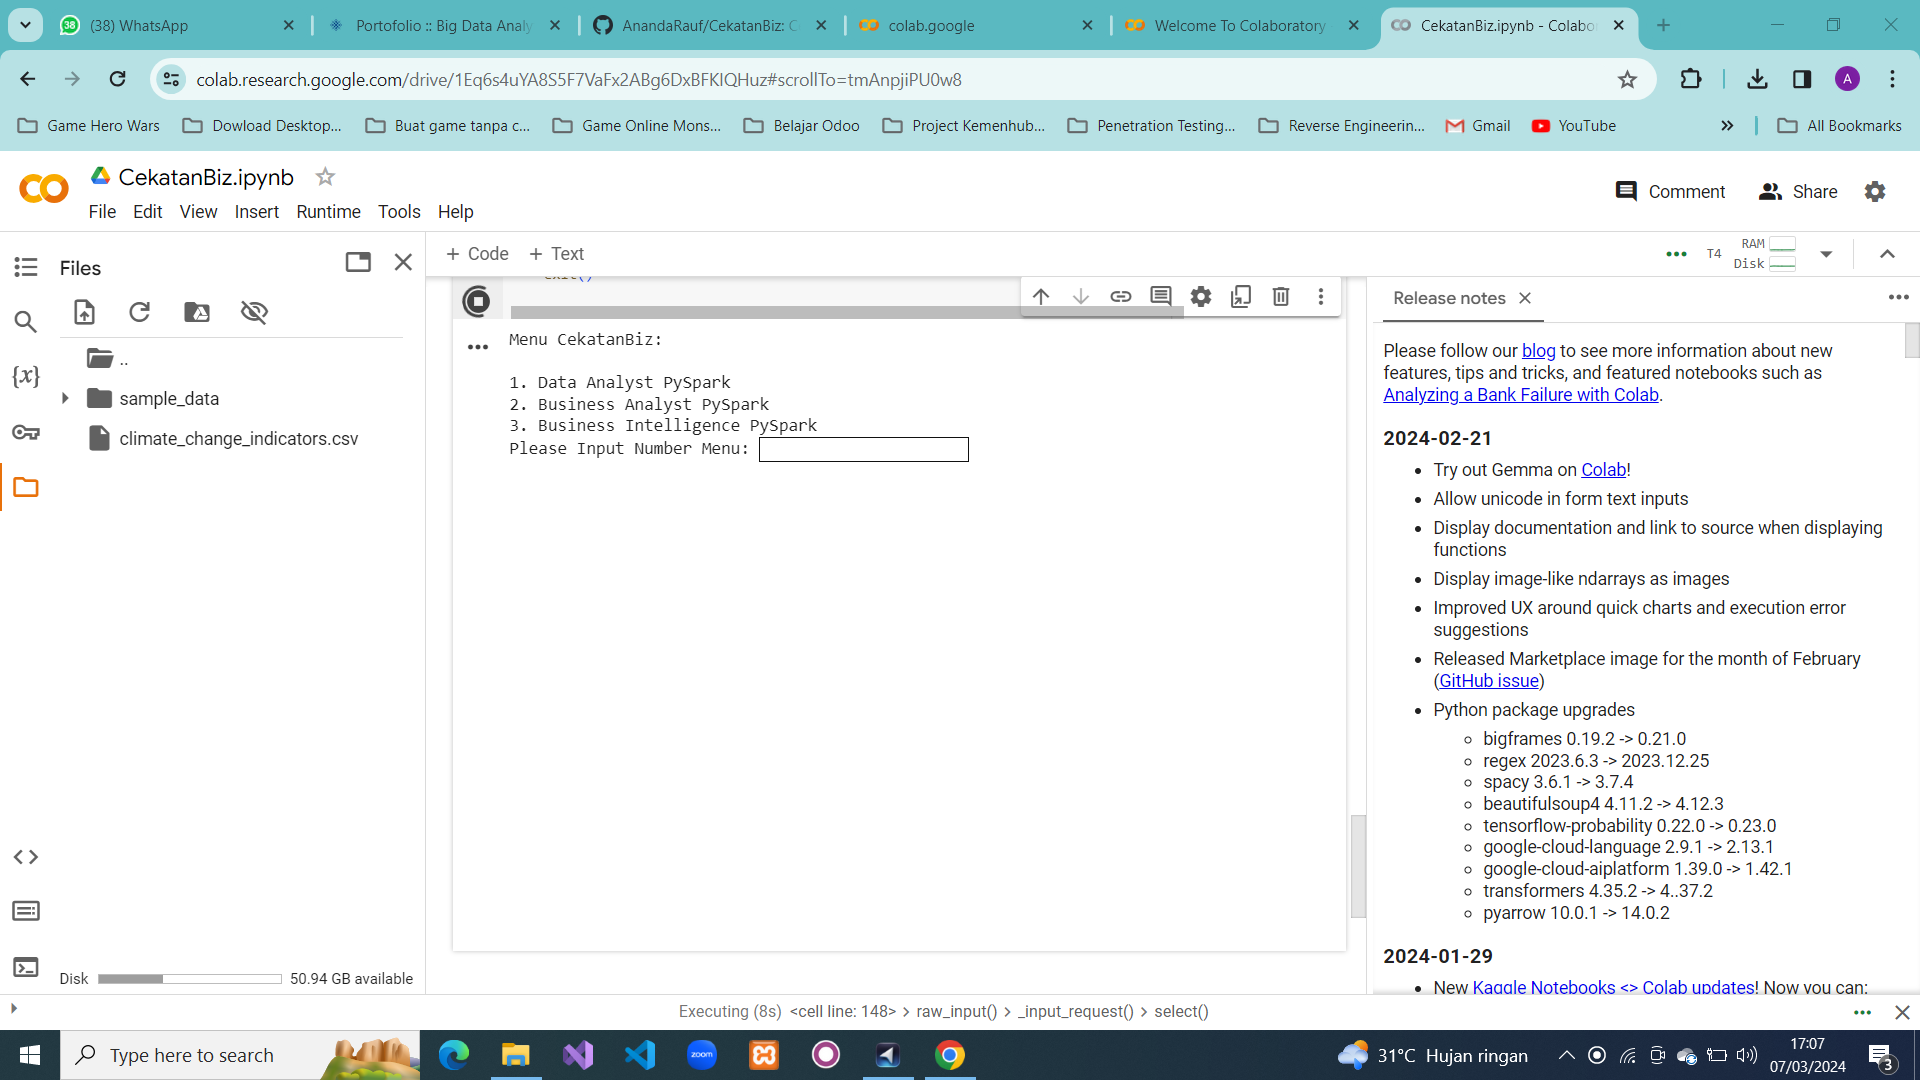 (38) WhatsApp
Portofolio :: Big Data Analy
AnandaRauf/CekatanBiz: C
colab.google
Welcome To Colaboratory
CekatanBiz.ipynb - Colabo
colab.research.google.com/drive/1Eq6s4uYA8S5F7VaFx2ABg6DxBFKIQHuz#scrollTo=tmAnpjiPU0w8
A
Game Hero Wars
Dowload Desktop...
Buat game tanpa c...
Game Online Mons...
Belajar Odoo
Project Kemenhub...
Penetration Testing...
Reverse Engineerin...
Gmail
YouTube
All Bookmarks
CekatanBiz.ipynb
File Edit View Insert Runtime Tools Help
Comment
Share
Files
+ Code + Text
T4
RAM
Disk
..
sample_data
climate_change_indicators.csv
Disk
50.94 GB available
exit()
Menu CekatanBiz:
1. Data Analyst PySpark
2. Business Analyst PySpark
3. Business Intelligence PySpark
Please Input Number Menu:
Release notes
Please follow our blog to see more information about new
features, tips and tricks, and featured notebooks such as
Analyzing a Bank Failure with Colab.
2024-02-21
Try out Gemma on Colab!
Allow unicode in form text inputs
Display documentation and link to source when displaying
functions
Display image-like ndarrays as images
Improved UX around quick charts and execution error
suggestions
Released Marketplace image for the month of February
(GitHub issue)
Python package upgrades
bigframes 0.19.2 -> 0.21.0
regex 2023.6.3 -> 2023.12.25
spacy 3.6.1 -> 3.7.4
beautifulsoup4 4.11.2 -> 4.12.3
tensorflow-probability 0.22.0 -> 0.23.0
google-cloud-language 2.9.1 -> 2.13.1
google-cloud-aiplatform 1.39.0 -> 1.42.1
transformers 4.35.2 -> 4..37.2
pyarrow 10.0.1 -> 14.0.2
2024-01-29
New Kaggle Notebooks <> Colab updates! Now you can:
Executing (8s) <cell line: 148> > raw_input() > _input_request() > select()
Type here to search
zoom
31°C Hujan ringan
17:07
07/03/2024
3